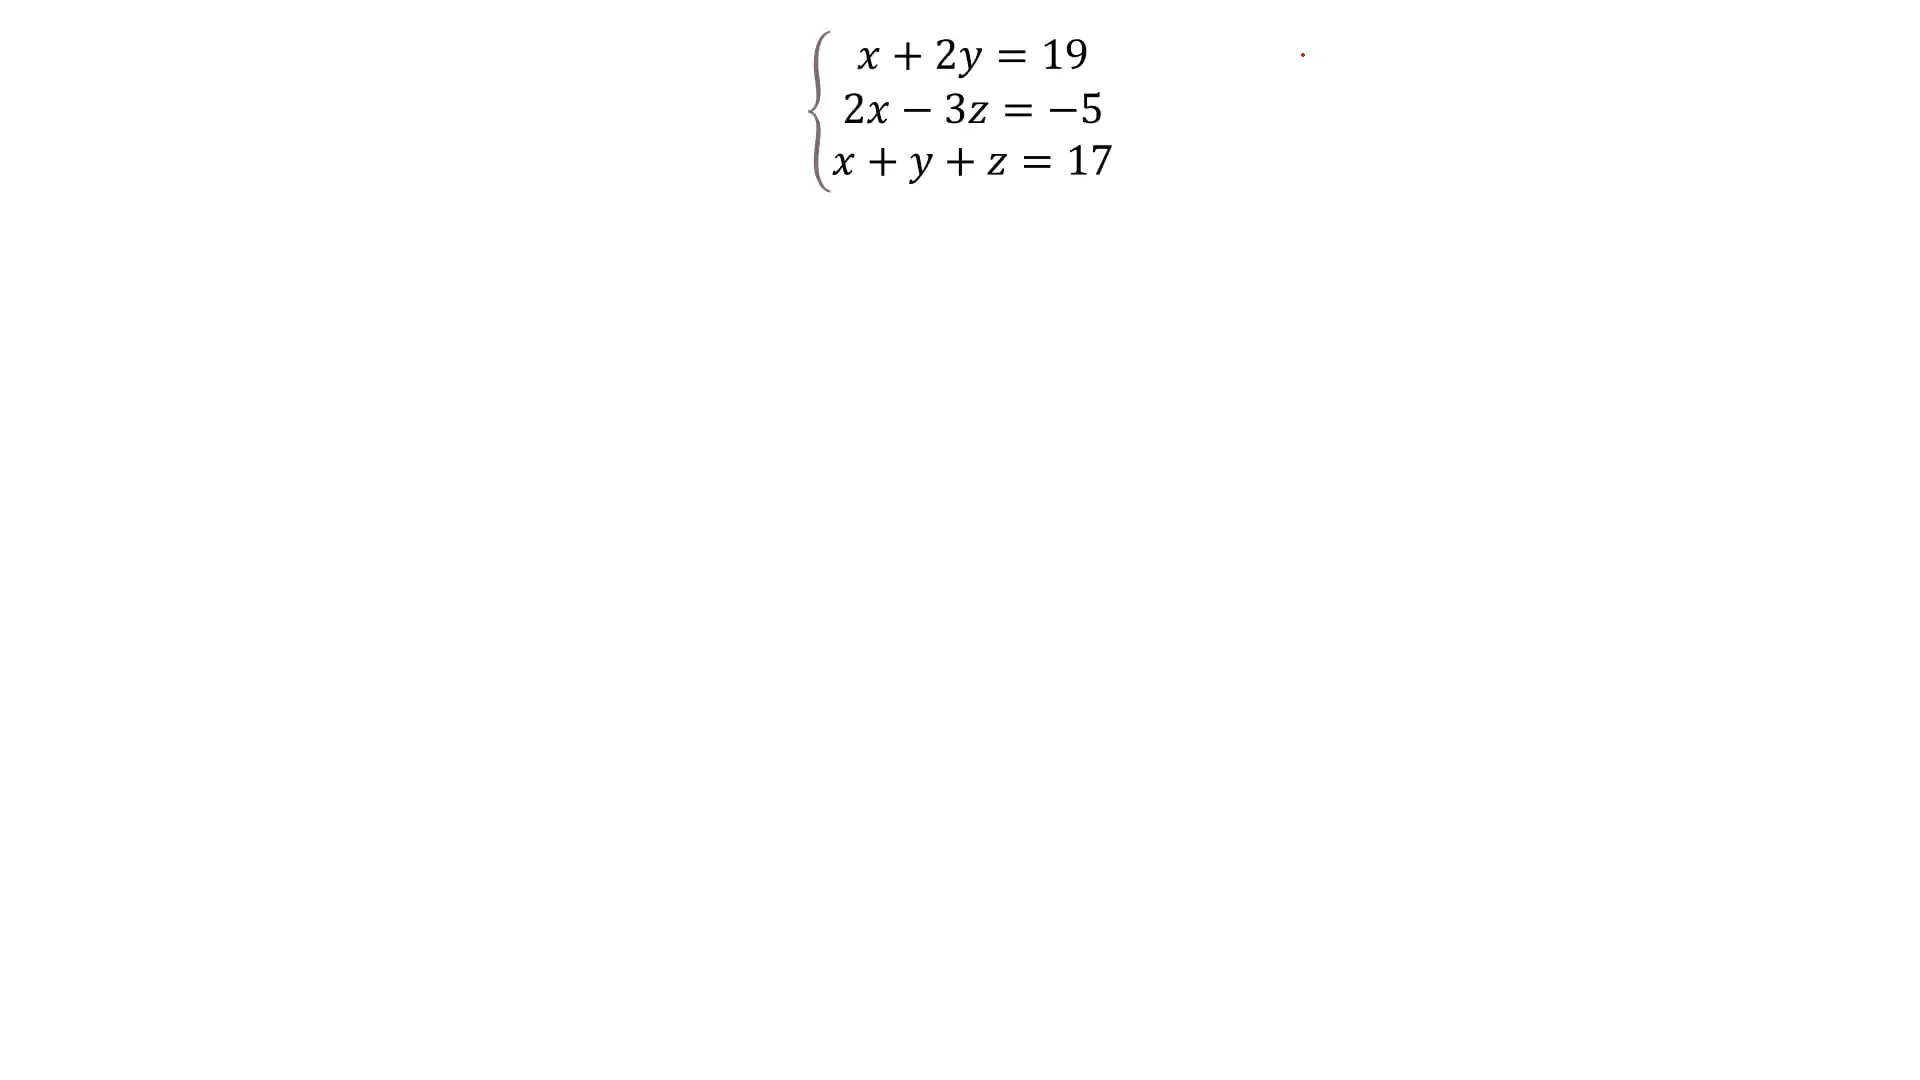 x + 2y = 19
2x − 3z = −5
x + y + z = 17